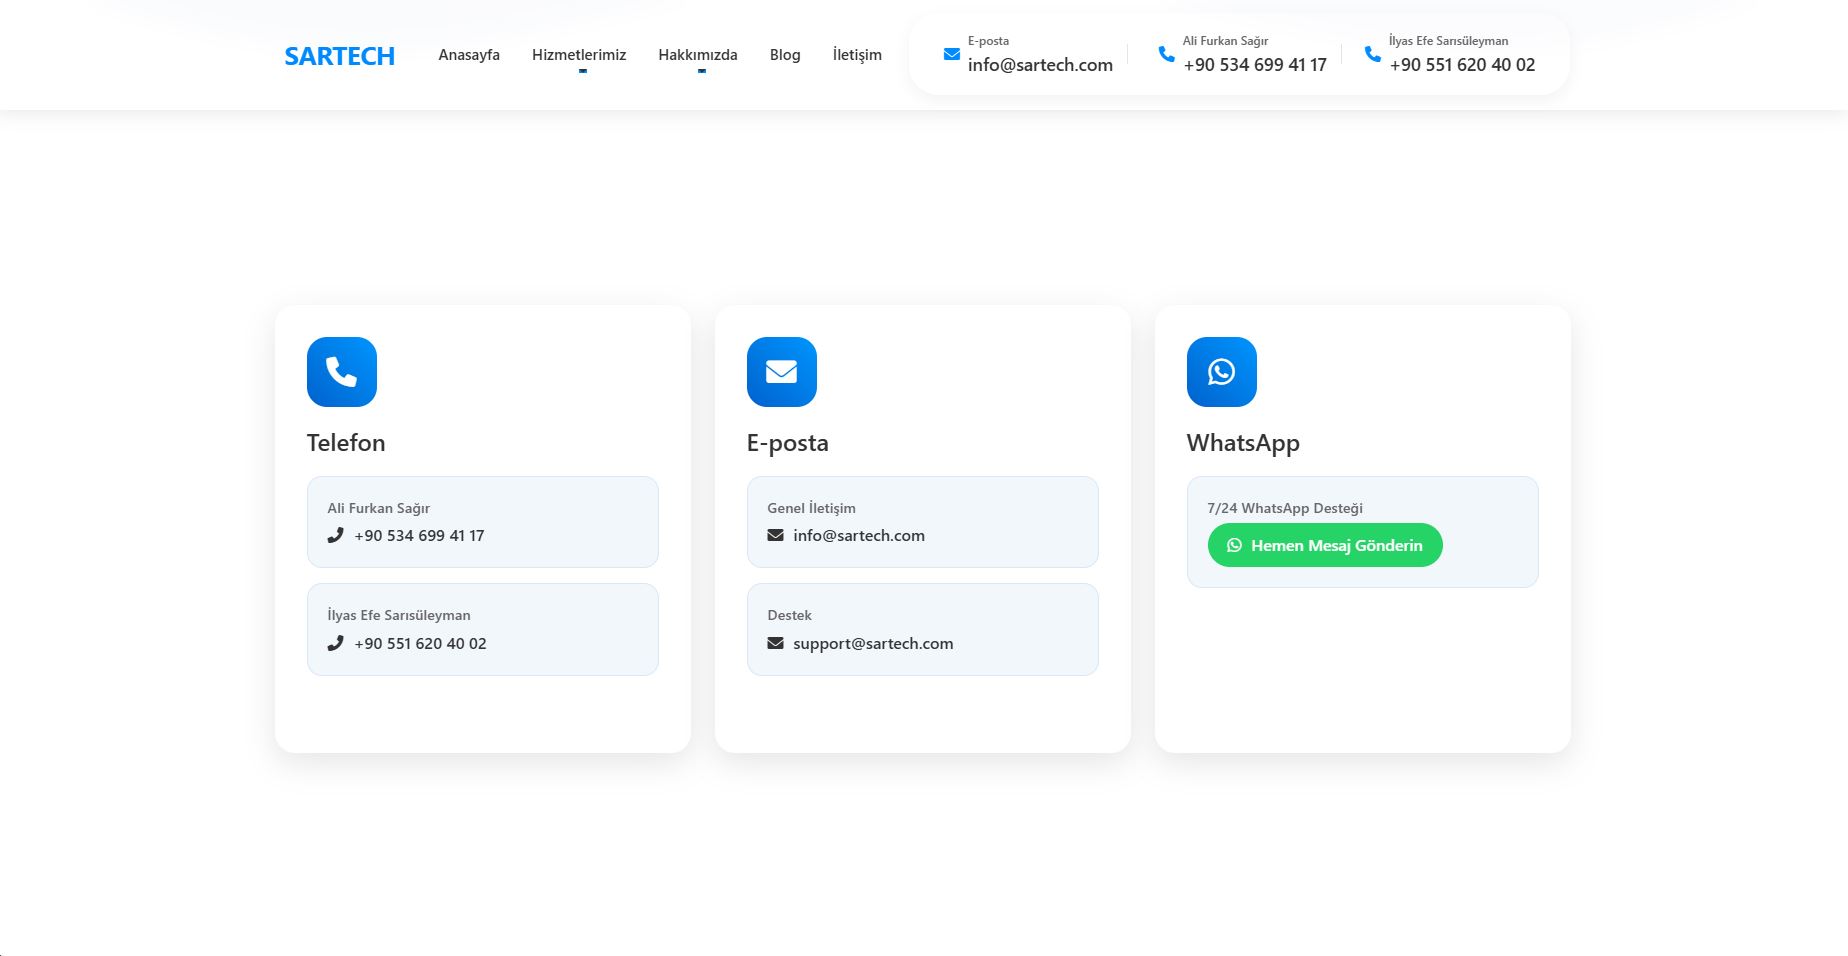 SARTECH
Anasayfa
Hizmetlerimiz
Hakkımızda
Blog
İletişim
E-posta
info@sartech.com
Ali Furkan Sağır
+90 534 699 41 17
İlyas Efe Sarısüleyman
+90 551 620 40 02
Telefon
Ali Furkan Sağır
+90 534 699 41 17
İlyas Efe Sarısüleyman
+90 551 620 40 02
E-posta
Genel İletişim
info@sartech.com
Destek
support@sartech.com
WhatsApp
7/24 WhatsApp Desteği
Hemen Mesaj Gönderin